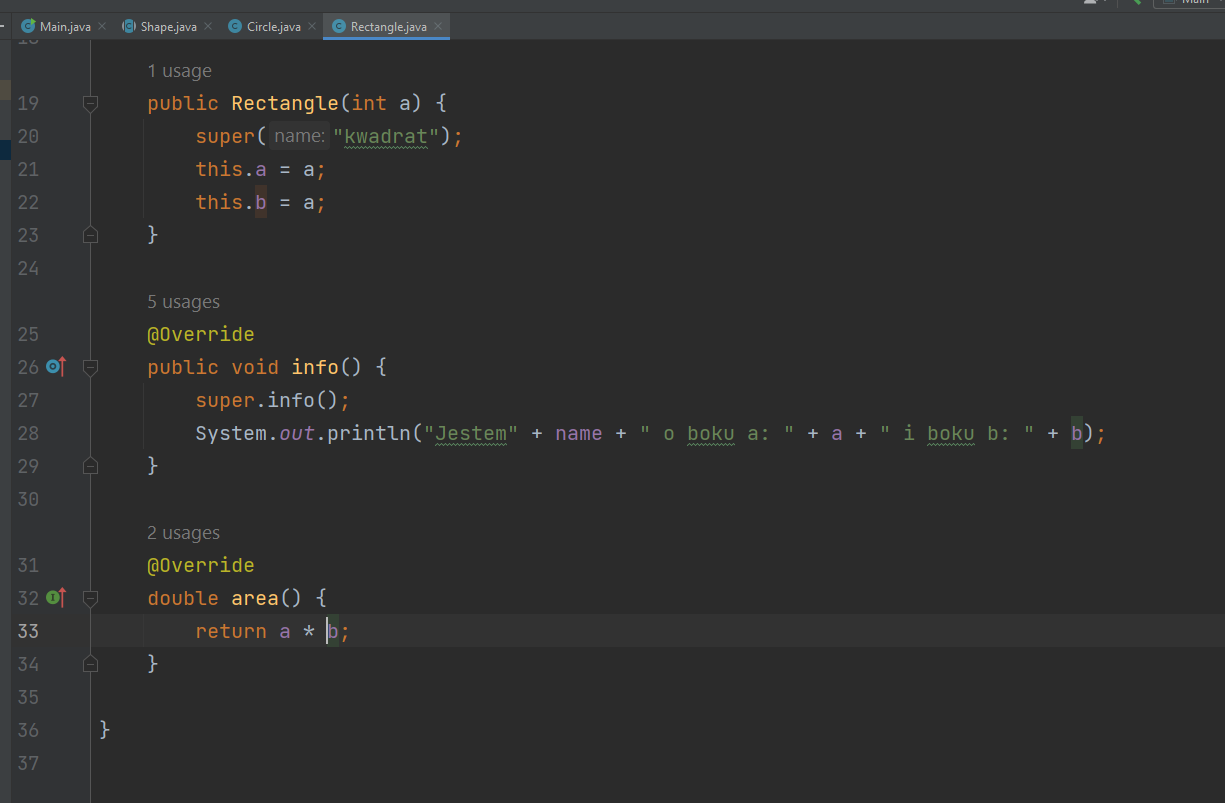 Main.java Shape.java Circle.java Rectangle.java
Main
1 usage
19 public Rectangle(int a) {
20 super( name: "kwadrat");
21 this.a = a;
22 this.b = a;
23 }
24
5 usages
25 @Override
26 public void info() {
27 super.info();
28 System.out.println("Jestem" + name + " o boku a: " + a + " i boku b: " + b);
29 }
30
2 usages
31 @Override
32 double area() {
33 return a * b;
34 }
35
36 }
37